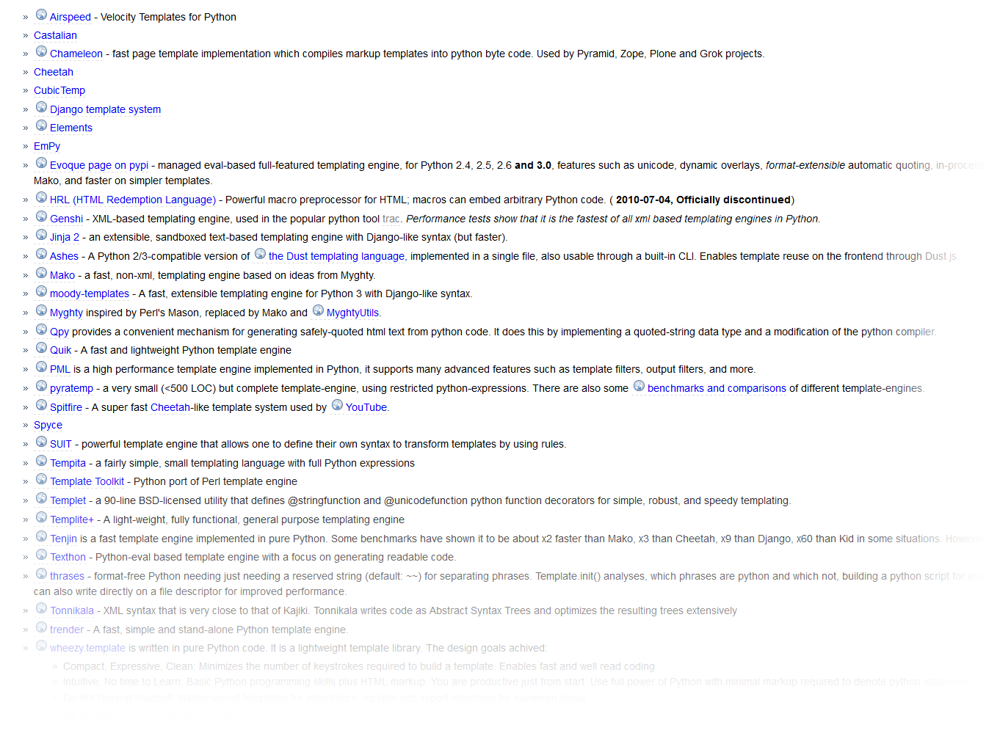 » Airspeed - Velocity Templates for Python
» Castalian
» Chameleon - fast page template implementation which compiles markup templates into python byte code. Used by Pyramid, Zope, Plone and Grok projects.
» Cheetah
» CubicTemp
» Django template system
» Elements
» EmPy
» Evoque page on pypi - managed eval-based full-featured templating engine, for Python 2.4, 2.5, 2.6 and 3.0, features such as unicode, dynamic overlays, format-extensible automatic quoting, in-process
Mako, and faster on simpler templates.
» HRL (HTML Redemption Language) - Powerful macro preprocessor for HTML; macros can embed arbitrary Python code. ( 2010-07-04, Officially discontinued)
» Genshi - XML-based templating engine, used in the popular python tool trac. Performance tests show that it is the fastest of all xml based templating engines in Python.
» Jinja 2 - an extensible, sandboxed text-based templating engine with Django-like syntax (but faster).
» Ashes - A Python 2/3-compatible version of the Dust templating language, implemented in a single file, also usable through a built-in CLI. Enables template reuse on the frontend through Dust.js.
» Mako - a fast, non-xml, templating engine based on ideas from Myghty.
» moody-templates - A fast, extensible templating engine for Python 3 with Django-like syntax.
» Myghty inspired by Perl's Mason, replaced by Mako and MyghtyUtils.
» Qpy provides a convenient mechanism for generating safely-quoted html text from python code. It does this by implementing a quoted-string data type and a modification of the python compiler.
» Quik - A fast and lightweight Python template engine
» PML is a high performance template engine implemented in Python, it supports many advanced features such as template filters, output filters, and more.
» pyratemp - a very small (<500 LOC) but complete template-engine, using restricted python-expressions. There are also some benchmarks and comparisons of different template-engines.
» Spitfire - A super fast Cheetah-like template system used by YouTube.
» Spyce
» SUIT - powerful template engine that allows one to define their own syntax to transform templates by using rules.
» Tempita - a fairly simple, small templating language with full Python expressions
» Template Toolkit - Python port of Perl template engine
» Templet - a 90-line BSD-licensed utility that defines @stringfunction and @unicodefunction python function decorators for simple, robust, and speedy templating.
» Templite+ - A light-weight, fully functional, general purpose templating engine
» Tenjin is a fast template engine implemented in pure Python. Some benchmarks have shown it to be about x2 faster than Mako, x3 than Cheetah, x9 than Django, x60 than Kid in some situations. However
» Texthon - Python-eval based template engine with a focus on generating readable code.
» thrases - format-free Python needing just needing a reserved string (default: ~~) for separating phrases. Template.init() analyses, which phrases are python and which not, building a python script for
can also write directly on a file descriptor for improved performance.
» Tonnikala - XML syntax that is very close to that of Kajiki. Tonnikala writes code as Abstract Syntax Trees and optimizes the resulting trees extensively
» trender - A fast, simple and stand-alone Python template engine.
» wheezy.template is written in pure Python code. It is a lightweight template library. The design goals achived:
» Compact, Expressive, Clean: Minimizes the number of keystrokes required to build a template. Enables fast and well read coding.
» Intuitive, No time to Learn: Basic Python programming skills plus HTML markup. You are productive just from start. Use full power of Python with minimal markup required to denote python
» Do Not Repeat Yourself: Master layout templates for inheritance; include and import directives for maximum reuse.